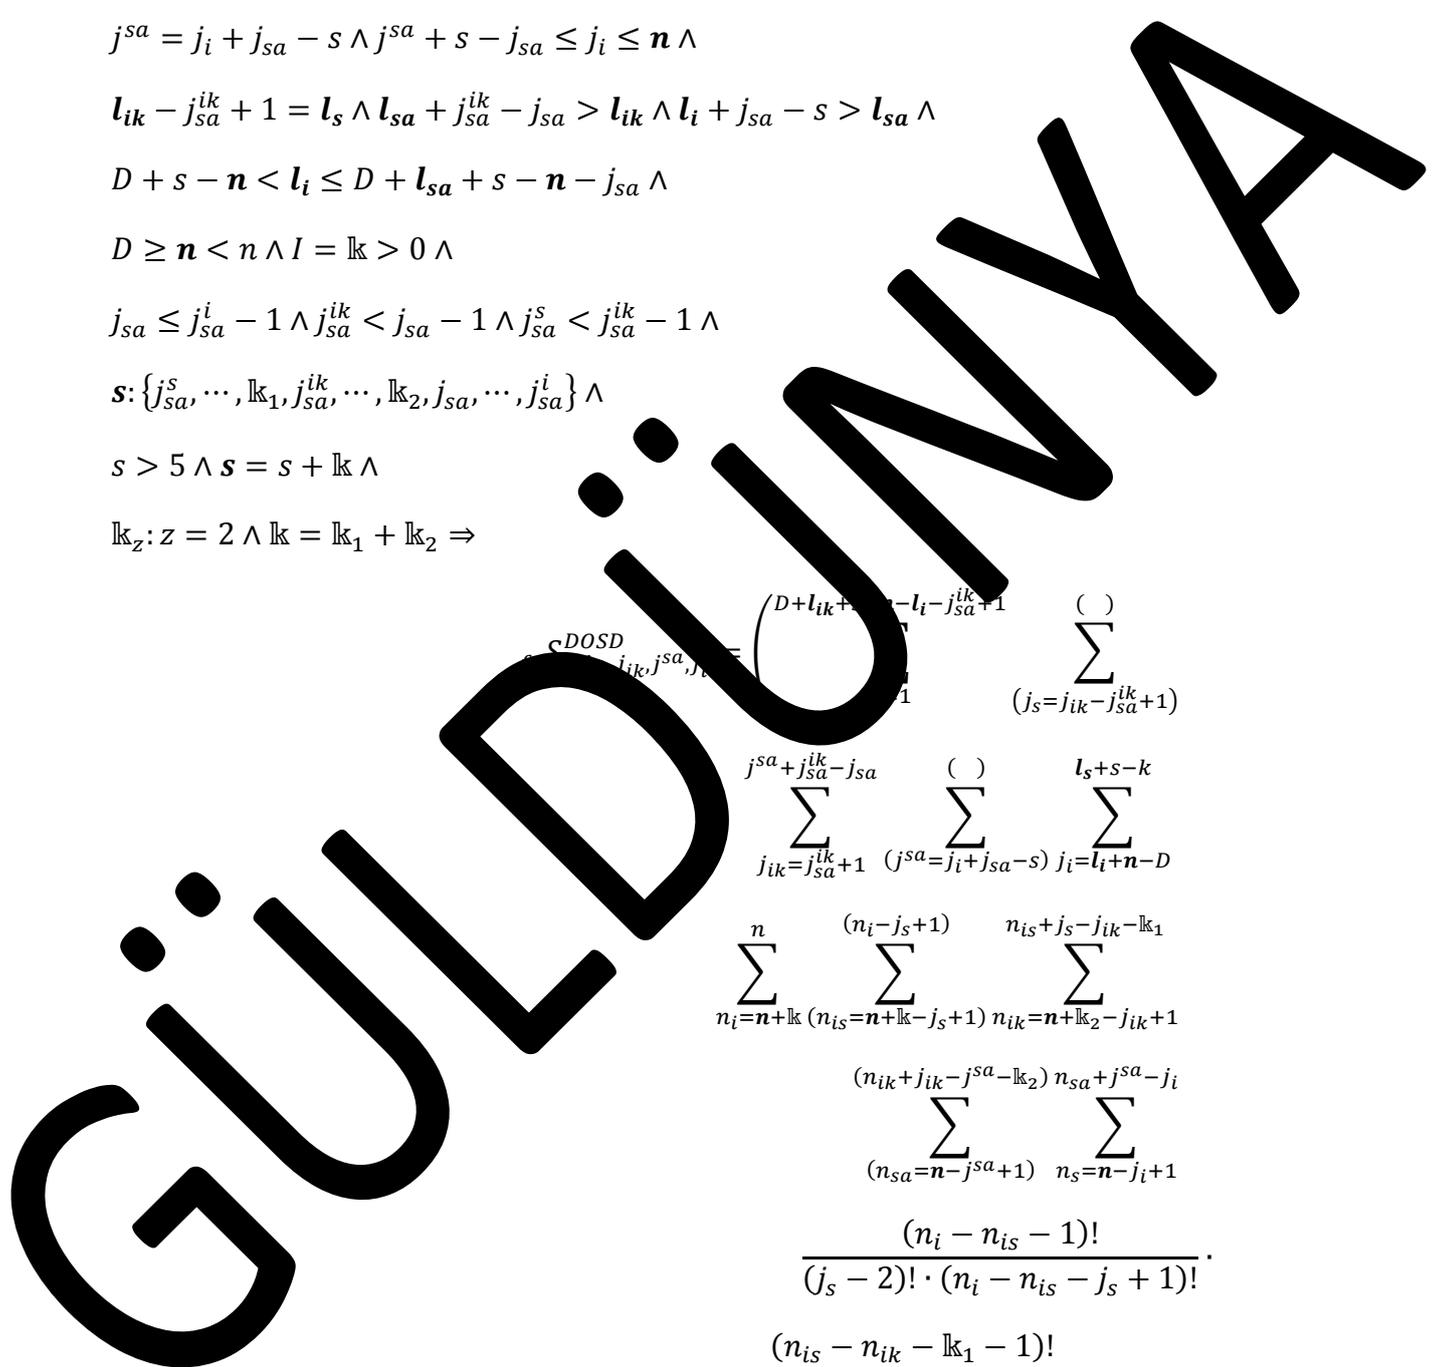 j^{sa} = j_i + j_{sa} − s ∧ j^{sa} + s − j_{sa} ≤ j_i ≤ n ∧
l_{ik} − j_{sa}^{ik} + 1 = l_s ∧ l_{sa} + j_{sa}^{ik} − j_{sa} > l_{ik} ∧ l_i + j_{sa} − s > l_{sa} ∧
D + s − n < l_i ≤ D + l_{sa} + s − n − j_{sa} ∧
D ≥ n < n ∧ I = 𝕜 > 0 ∧
j_{sa} ≤ j_{sa}^{i} − 1 ∧ j_{sa}^{ik} < j_{sa} − 1 ∧ j_{sa}^{s} < j_{sa}^{ik} − 1 ∧
s: {j_{sa}^{s}, ⋯, 𝕜_1, j_{sa}^{ik}, ⋯, 𝕜_2, j_{sa}, ⋯, j_{sa}^{i}} ∧
s > 5 ∧ s = s + 𝕜 ∧
𝕜_z: z = 2 ∧ 𝕜 = 𝕜_1 + 𝕜_2 ⇒
GÜLDÜNYA
( )
∑
(j_s=j_{ik}−j_{sa}^{ik}+1)
j^{sa}+j_{sa}^{ik}−j_{sa} ( ) l_s+s−k
∑ ∑ ∑
j_{ik}=j_{sa}^{ik}+1 (j^{sa}=j_i+j_{sa}−s) j_i=l_i+n−D
n (n_i−j_s+1) n_{is}+j_s−j_{ik}−𝕜_1
∑ ∑ ∑
n_i=n+𝕜 (n_{is}=n+𝕜−j_s+1) n_{ik}=n+𝕜_2−j_{ik}+1
(n_{ik}+j_{ik}−j^{sa}−𝕜_2) n_{sa}+j^{sa}−j_i
∑ ∑
(n_{sa}=n−j^{sa}+1) n_s=n−j_i+1
(n_i − n_{is} − 1)!
(j_s − 2)! · (n_i − n_{is} − j_s + 1)! ·
(n_{is} − n_{ik} − 𝕜_1 − 1)!